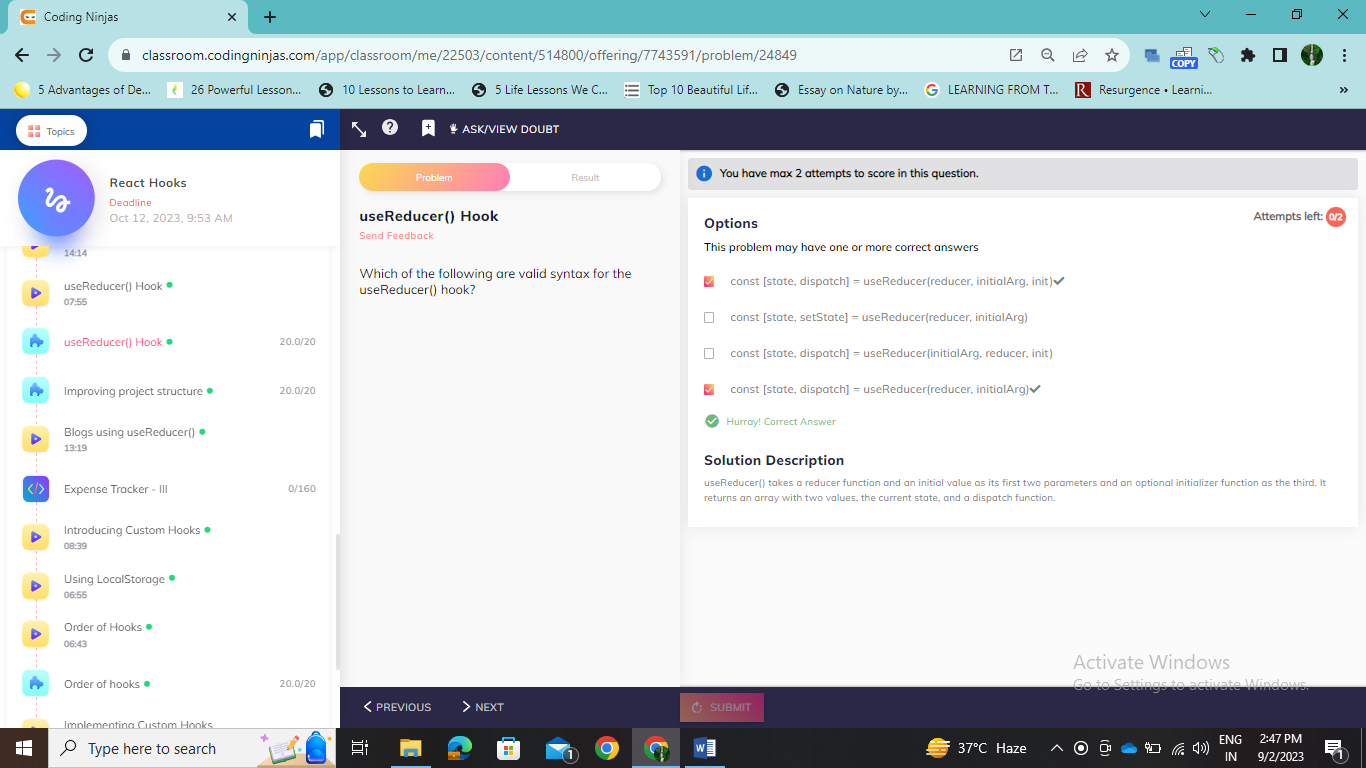 Coding Ninjas
classroom.codingninjas.com/app/classroom/me/22503/content/514800/offering/7743591/problem/24849
COPY
5 Advantages of De...
26 Powerful Lesson...
10 Lessons to Learn...
5 Life Lessons We C...
Top 10 Beautiful Lif...
Essay on Nature by...
LEARNING FROM T...
Resurgence • Learni...
»
Topics
ASK/VIEW DOUBT
React Hooks
Deadline
Oct 12, 2023, 9:53 AM
14:14
useReducer() Hook
07:55
useReducer() Hook 20.0/20
Improving project structure 20.0/20
Blogs using useReducer()
13:19
Expense Tracker - III 0/160
Introducing Custom Hooks
08:39
Using LocalStorage
06:55
Order of Hooks
06:43
Order of hooks 20.0/20
Implementing Custom Hooks
Problem
Result
useReducer() Hook
Send Feedback
Which of the following are valid syntax for the
useReducer() hook?
You have max 2 attempts to score in this question.
Options
Attempts left: 0/2
This problem may have one or more correct answers
const [state, dispatch] = useReducer(reducer, initialArg, init)
const [state, setState] = useReducer(reducer, initialArg)
const [state, dispatch] = useReducer(initialArg, reducer, init)
const [state, dispatch] = useReducer(reducer, initialArg)
Hurray! Correct Answer
Solution Description
useReducer() takes a reducer function and an initial value as its first two parameters and an optional initializer function as the third. It
returns an array with two values, the current state, and a dispatch function.
Activate Windows
Go to Settings to activate Windows.
PREVIOUS
NEXT
SUBMIT
Type here to search
1
37°C Haze
ENG
IN
2:47 PM
9/2/2023
1